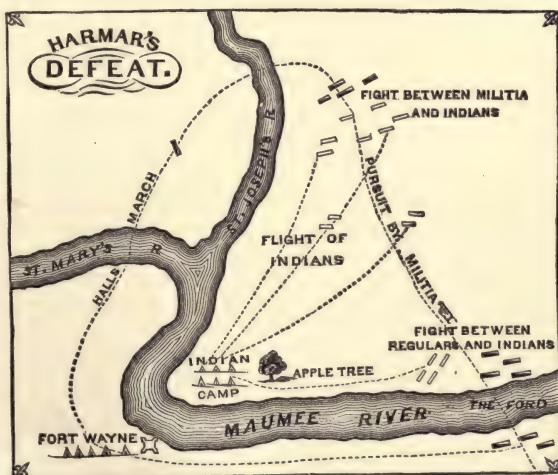 HARMAR'S
DEFEAT.
FIGHT BETWEEN MILITIA
AND INDIANS
ST. JOSEPH'S R
PURSUIT BY MILITIA
HALLS MARCH
FLIGHT OF
INDIANS
ST. MARY'S R
FIGHT BETWEEN
REGULARS AND INDIANS
INDIAN
CAMP
APPLE TREE
MAUMEE RIVER
THE FORD
FORT WAYNE